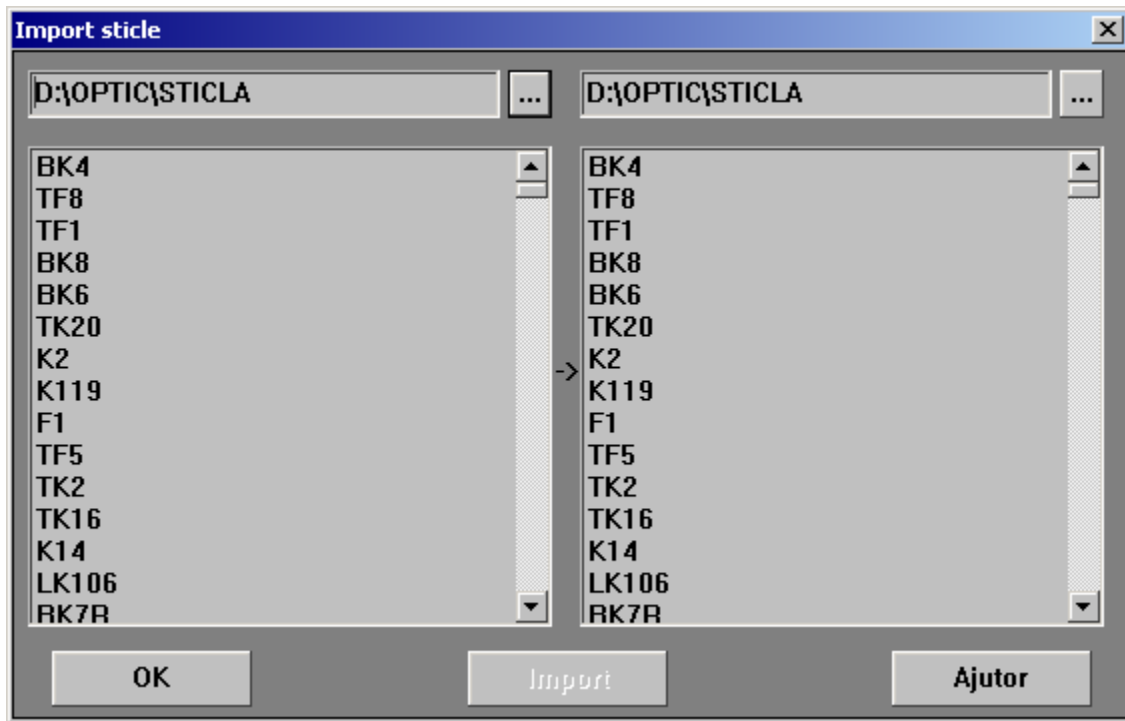 Import sticle
D:\OPTIC\STICLA
...
D:\OPTIC\STICLA
...
BK4
TF8
TF1
BK8
BK6
TK20
K2
K119
F1
TF5
TK2
TK16
K14
LK106
->
BK4
TF8
TF1
BK8
BK6
TK20
K2
K119
F1
TF5
TK2
TK16
K14
LK106
OK
Import
Ajutor